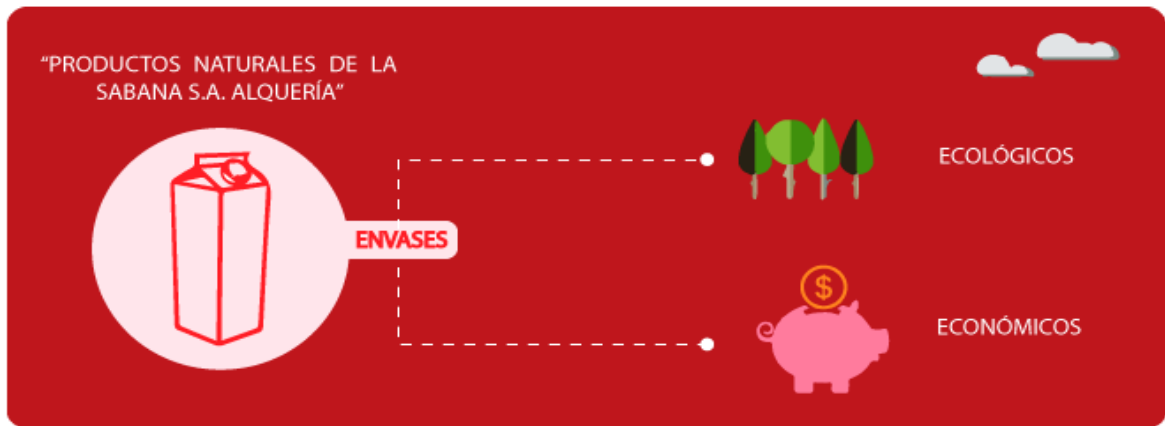 “PRODUCTOS NATURALES DE LA
SABANA S.A. ALQUERÍA”
ENVASES
ECOLÓGICOS
$
ECONÓMICOS